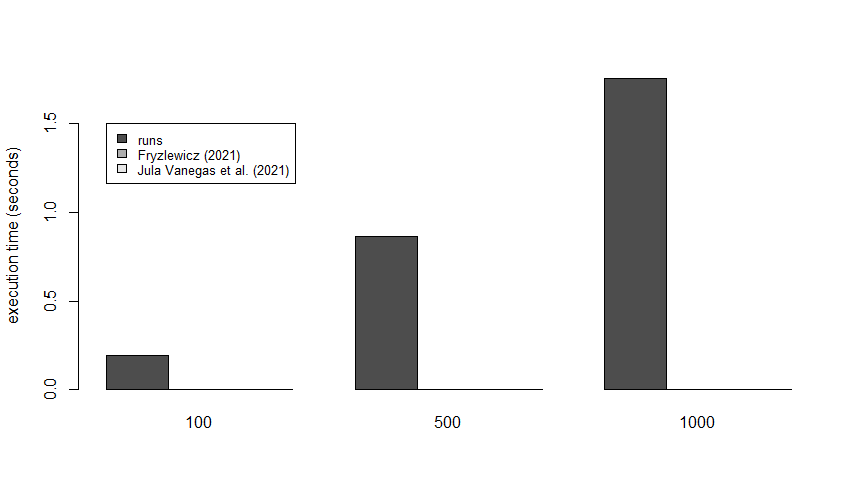 execution time (seconds)
1.5
1.0
0.5
0.0
runs
Fryzlewicz (2021)
Jula Vanegas et al. (2021)
100
500
1000